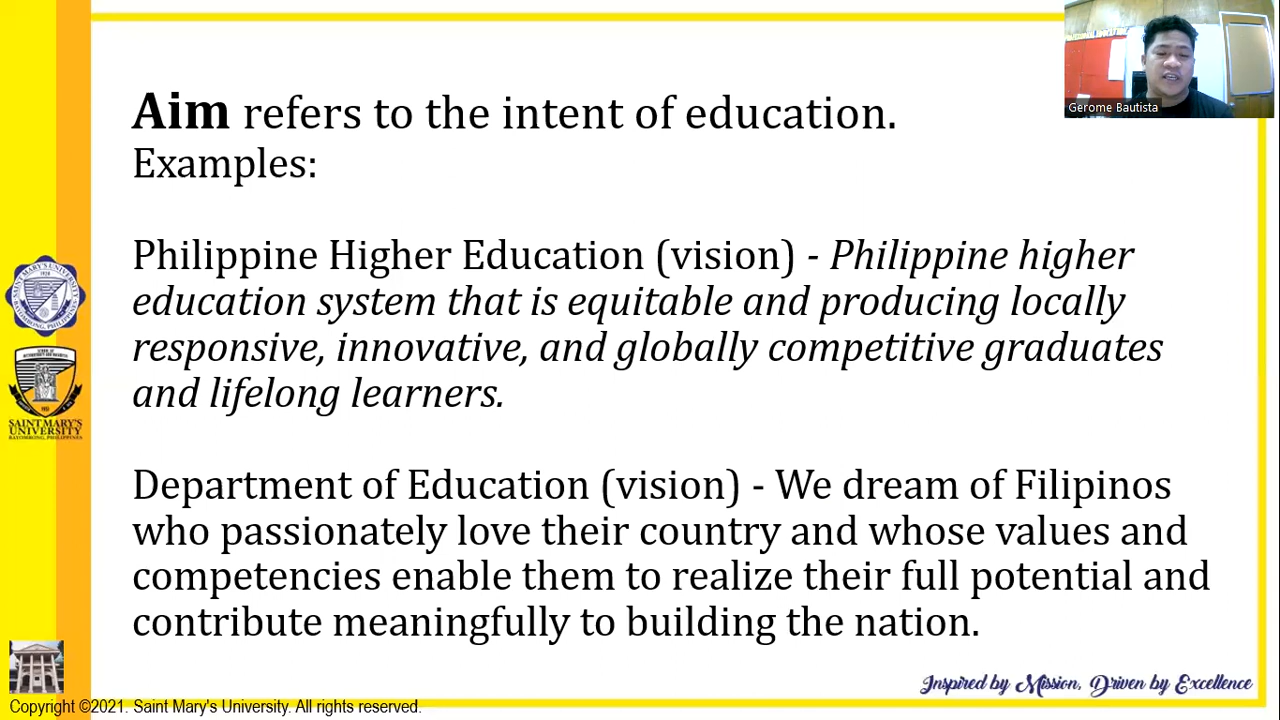 Aim refers to the intent of education.
Examples:
Philippine Higher Education (vision) - Philippine higher
education system that is equitable and producing locally
responsive, innovative, and globally competitive graduates
and lifelong learners.
Department of Education (vision) - We dream of Filipinos
who passionately love their country and whose values and
competencies enable them to realize their full potential and
contribute meaningfully to building the nation.
Gerome Bautista
SAINT MARY'S
UNIVERSITY
BAYOMBONG, PHILIPPINES
Inspired by Mission, Driven by Excellence
Copyright ©2021. Saint Mary's University. All rights reserved.